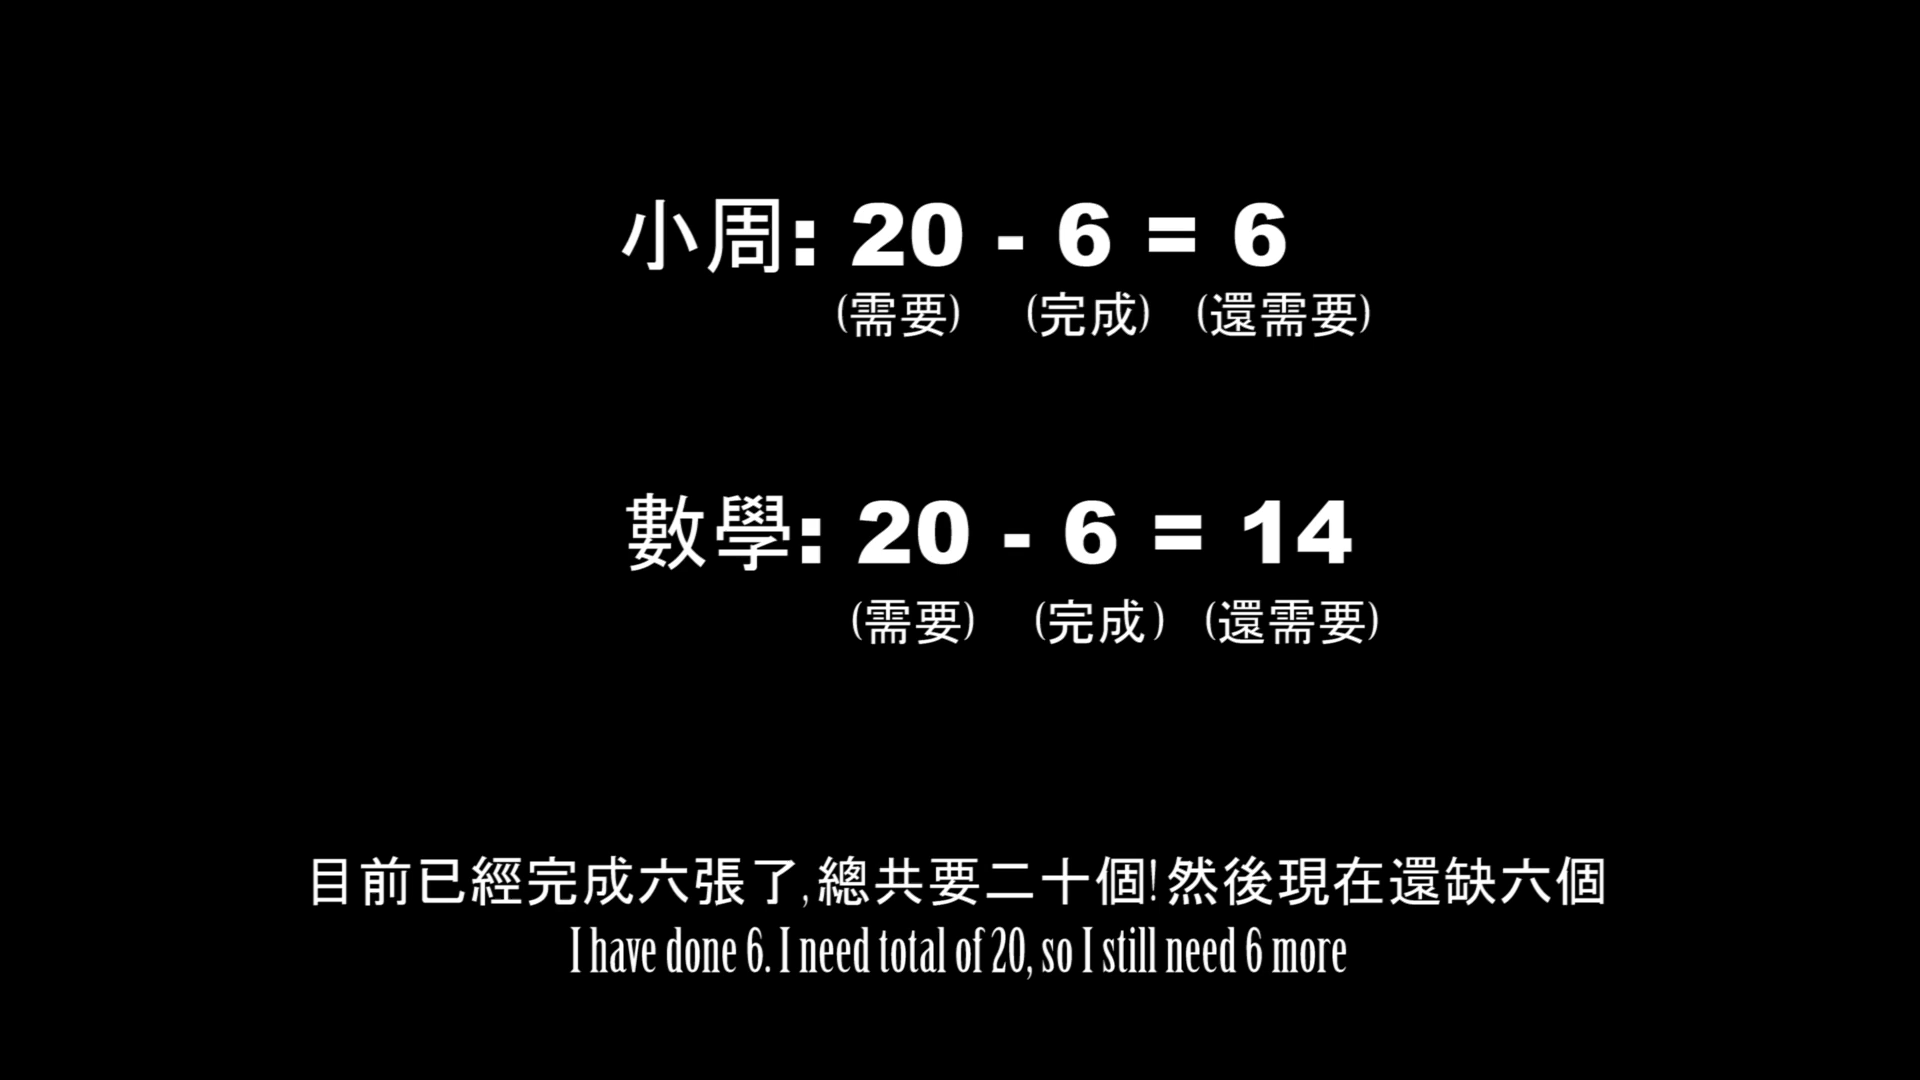 小周: 20 - 6 = 6
(需要) (完成) (還需要)
數學: 20 - 6 = 14
(需要) (完成) (還需要)
目前已經完成六張了,總共要二十個!然後現在還缺六個
I have done 6. I need total of 20, so I still need 6 more